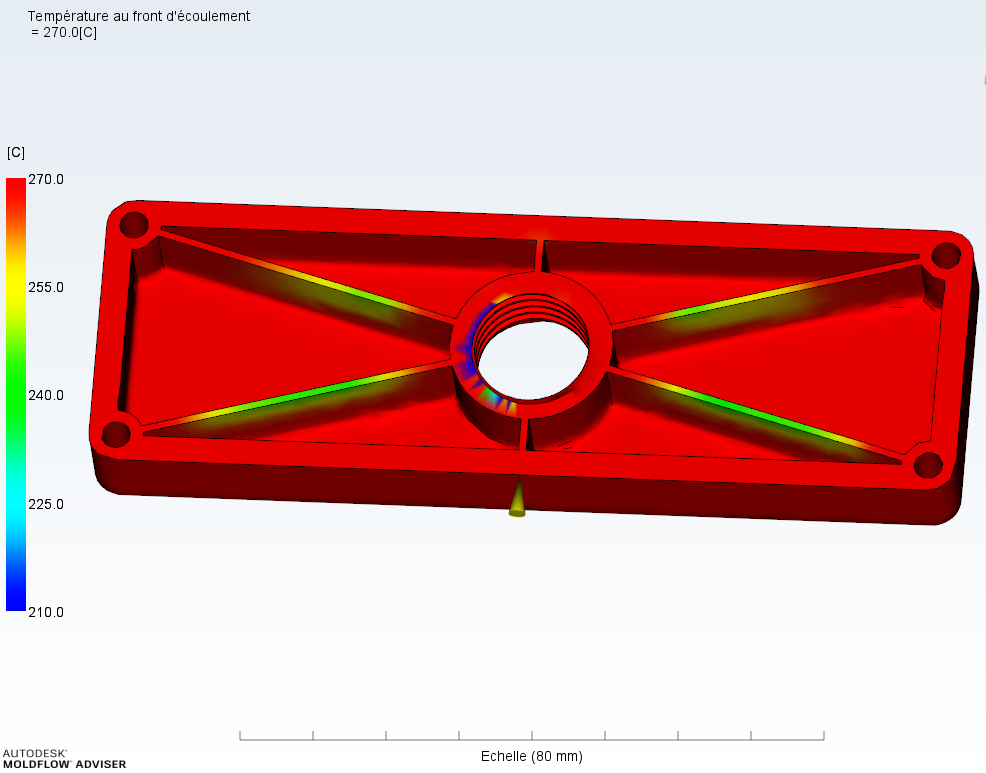 Température au front d'écoulement
= 270.0[C]
[C]
270.0
255.0
240.0
225.0
210.0
Echelle (80 mm)
AUTODESK®
MOLDFLOW® ADVISER